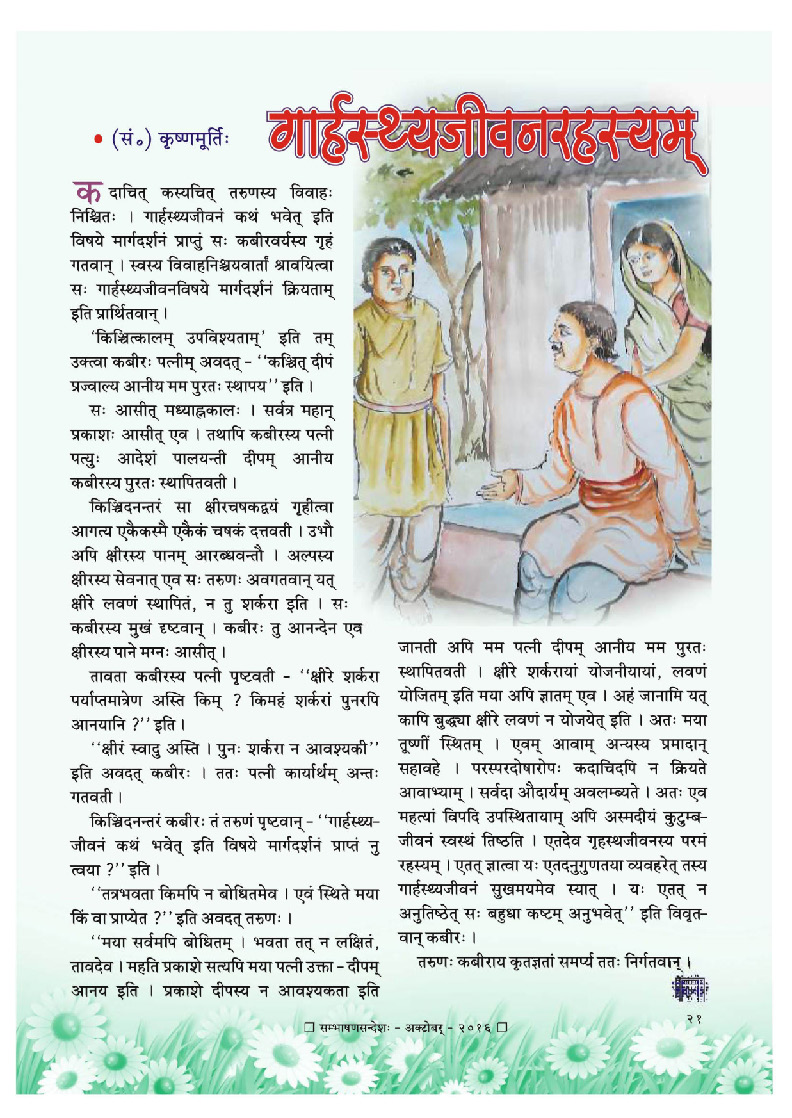 गार्हस्थ्यजीवनरहस्यम्
• (सं॰) कृष्णमूर्तिः
कदाचित् कस्यचित् तरुणस्य विवाहः
निश्चितः । गार्हस्थ्यजीवनं कथं भवेत् इति
विषये मार्गदर्शनं प्राप्तुं सः कबीरवर्यस्य गृहं
गतवान् । स्वस्य विवाहनिश्चयवार्तां श्रावयित्वा
सः गार्हस्थ्यजीवनविषये मार्गदर्शनं क्रियताम्
इति प्रार्थितवान् ।
‘किञ्चित्कालम् उपविश्यताम्’ इति तम्
उक्त्वा कबीरः पत्नीम् अवदत् - ‘‘कञ्चित् दीपं
प्रज्वाल्य आनीय मम पुरतः स्थापय’’ इति ।
सः आसीत् मध्याह्नकालः । सर्वत्र महान्
प्रकाशः आसीत् एव । तथापि कबीरस्य पत्नी
पत्युः आदेशं पालयन्ती दीपम् आनीय
कबीरस्य पुरतः स्थापितवती ।
किञ्चिदनन्तरं सा क्षीरचषकद्वयं गृहीत्वा
आगत्य एकैकस्मै एकैकं चषकं दत्तवती । उभौ
अपि क्षीरस्य पानम् आरब्धवन्तौ । अल्पस्य
क्षीरस्य सेवनात् एव सः तरुणः अवगतवान् यत्
क्षीरे लवणं स्थापितं, न तु शर्करा इति । सः
कबीरस्य मुखं दृष्टवान् । कबीरः तु आनन्देन एव
क्षीरस्य पाने मग्नः आसीत् ।
तावता कबीरस्य पत्नी पृष्टवती - ‘‘क्षीरे शर्करा
पर्याप्तमात्रेण अस्ति किम् ? किमहं शर्करां पुनरपि
आनयानि ?’’ इति ।
‘‘क्षीरं स्वादु अस्ति । पुनः शर्करा न आवश्यकी’’
इति अवदत् कबीरः । ततः पत्नी कार्यार्थम् अन्तः
गतवती ।
किञ्चिदनन्तरं कबीरः तं तरुणं पृष्टवान् - ‘‘गार्हस्थ्य-
जीवनं कथं भवेत् इति विषये मार्गदर्शनं प्राप्तं नु
त्वया ?’’ इति ।
‘‘तत्रभवता किमपि न बोधितमेव । एवं स्थिते मया
किं वा प्राप्येत ?’’ इति अवदत् तरुणः ।
‘‘मया सर्वमपि बोधितम् । भवता तत् न लक्षितं,
तावदेव । महति प्रकाशे सत्यपि मया पत्नी उक्ता - दीपम्
आनय इति । प्रकाशे दीपस्य न आवश्यकता इति
जानती अपि मम पत्नी दीपम् आनीय मम पुरतः
स्थापितवती । क्षीरे शर्करायां योजनीयायां, लवणं
योजितम् इति मया अपि ज्ञातम् एव । अहं जानामि यत्
कापि बुद्ध्या क्षीरे लवणं न योजयेत् इति । अतः मया
तूष्णीं स्थितम् । एवम् आवाम् अन्यस्य प्रमादान्
सहावहे । परस्परदोषारोपः कदाचिदपि न क्रियते
आवाभ्याम् । सर्वदा औदार्यम् अवलम्ब्यते । अतः एव
महत्यां विपदि उपस्थितायाम् अपि अस्मदीयं कुटुम्ब-
जीवनं स्वस्थं तिष्ठति । एतदेव गृहस्थजीवनस्य परमं
रहस्यम् । एतत् ज्ञात्वा यः एतदनुगुणतया व्यवहरेत् तस्य
गार्हस्थ्यजीवनं सुखमयमेव स्यात् । यः एतत् न
अनुतिष्ठेत् सः बहुधा कष्टम् अनुभवेत्’’ इति विवृत-
वान् कबीरः ।
तरुणः कबीराय कृतज्ञतां समर्प्य ततः निर्गतवान् ।
२१
❐ सम्भाषणसन्देशः - अक्टोबर् - २०१६ ❐